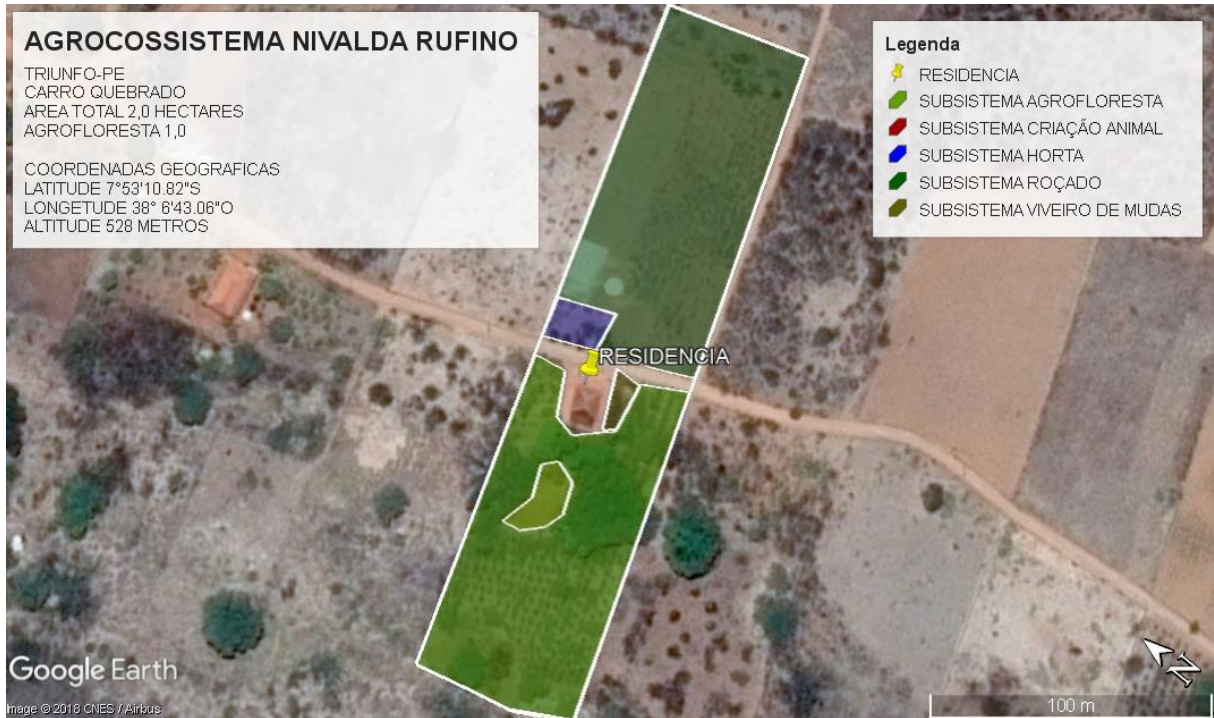 AGROCOSSISTEMA NIVALDA RUFINO
TRIUNFO-PE
CARRO QUEBRADO
AREA TOTAL 2,0 HECTARES
AGROFLORESTA 1,0
COORDENADAS GEOGRAFICAS
LATITUDE 7°53'10.82"S
LONGETUDE 38° 6'43.06"O
ALTITUDE 528 METROS
Legenda
RESIDENCIA
SUBSISTEMA AGROFLORESTA
SUBSISTEMA CRIAÇÃO ANIMAL
SUBSISTEMA HORTA
SUBSISTEMA ROÇADO
SUBSISTEMA VIVEIRO DE MUDAS
RESIDENCIA
Google Earth
Image © 2018 CNES / Airbus
N
100 m